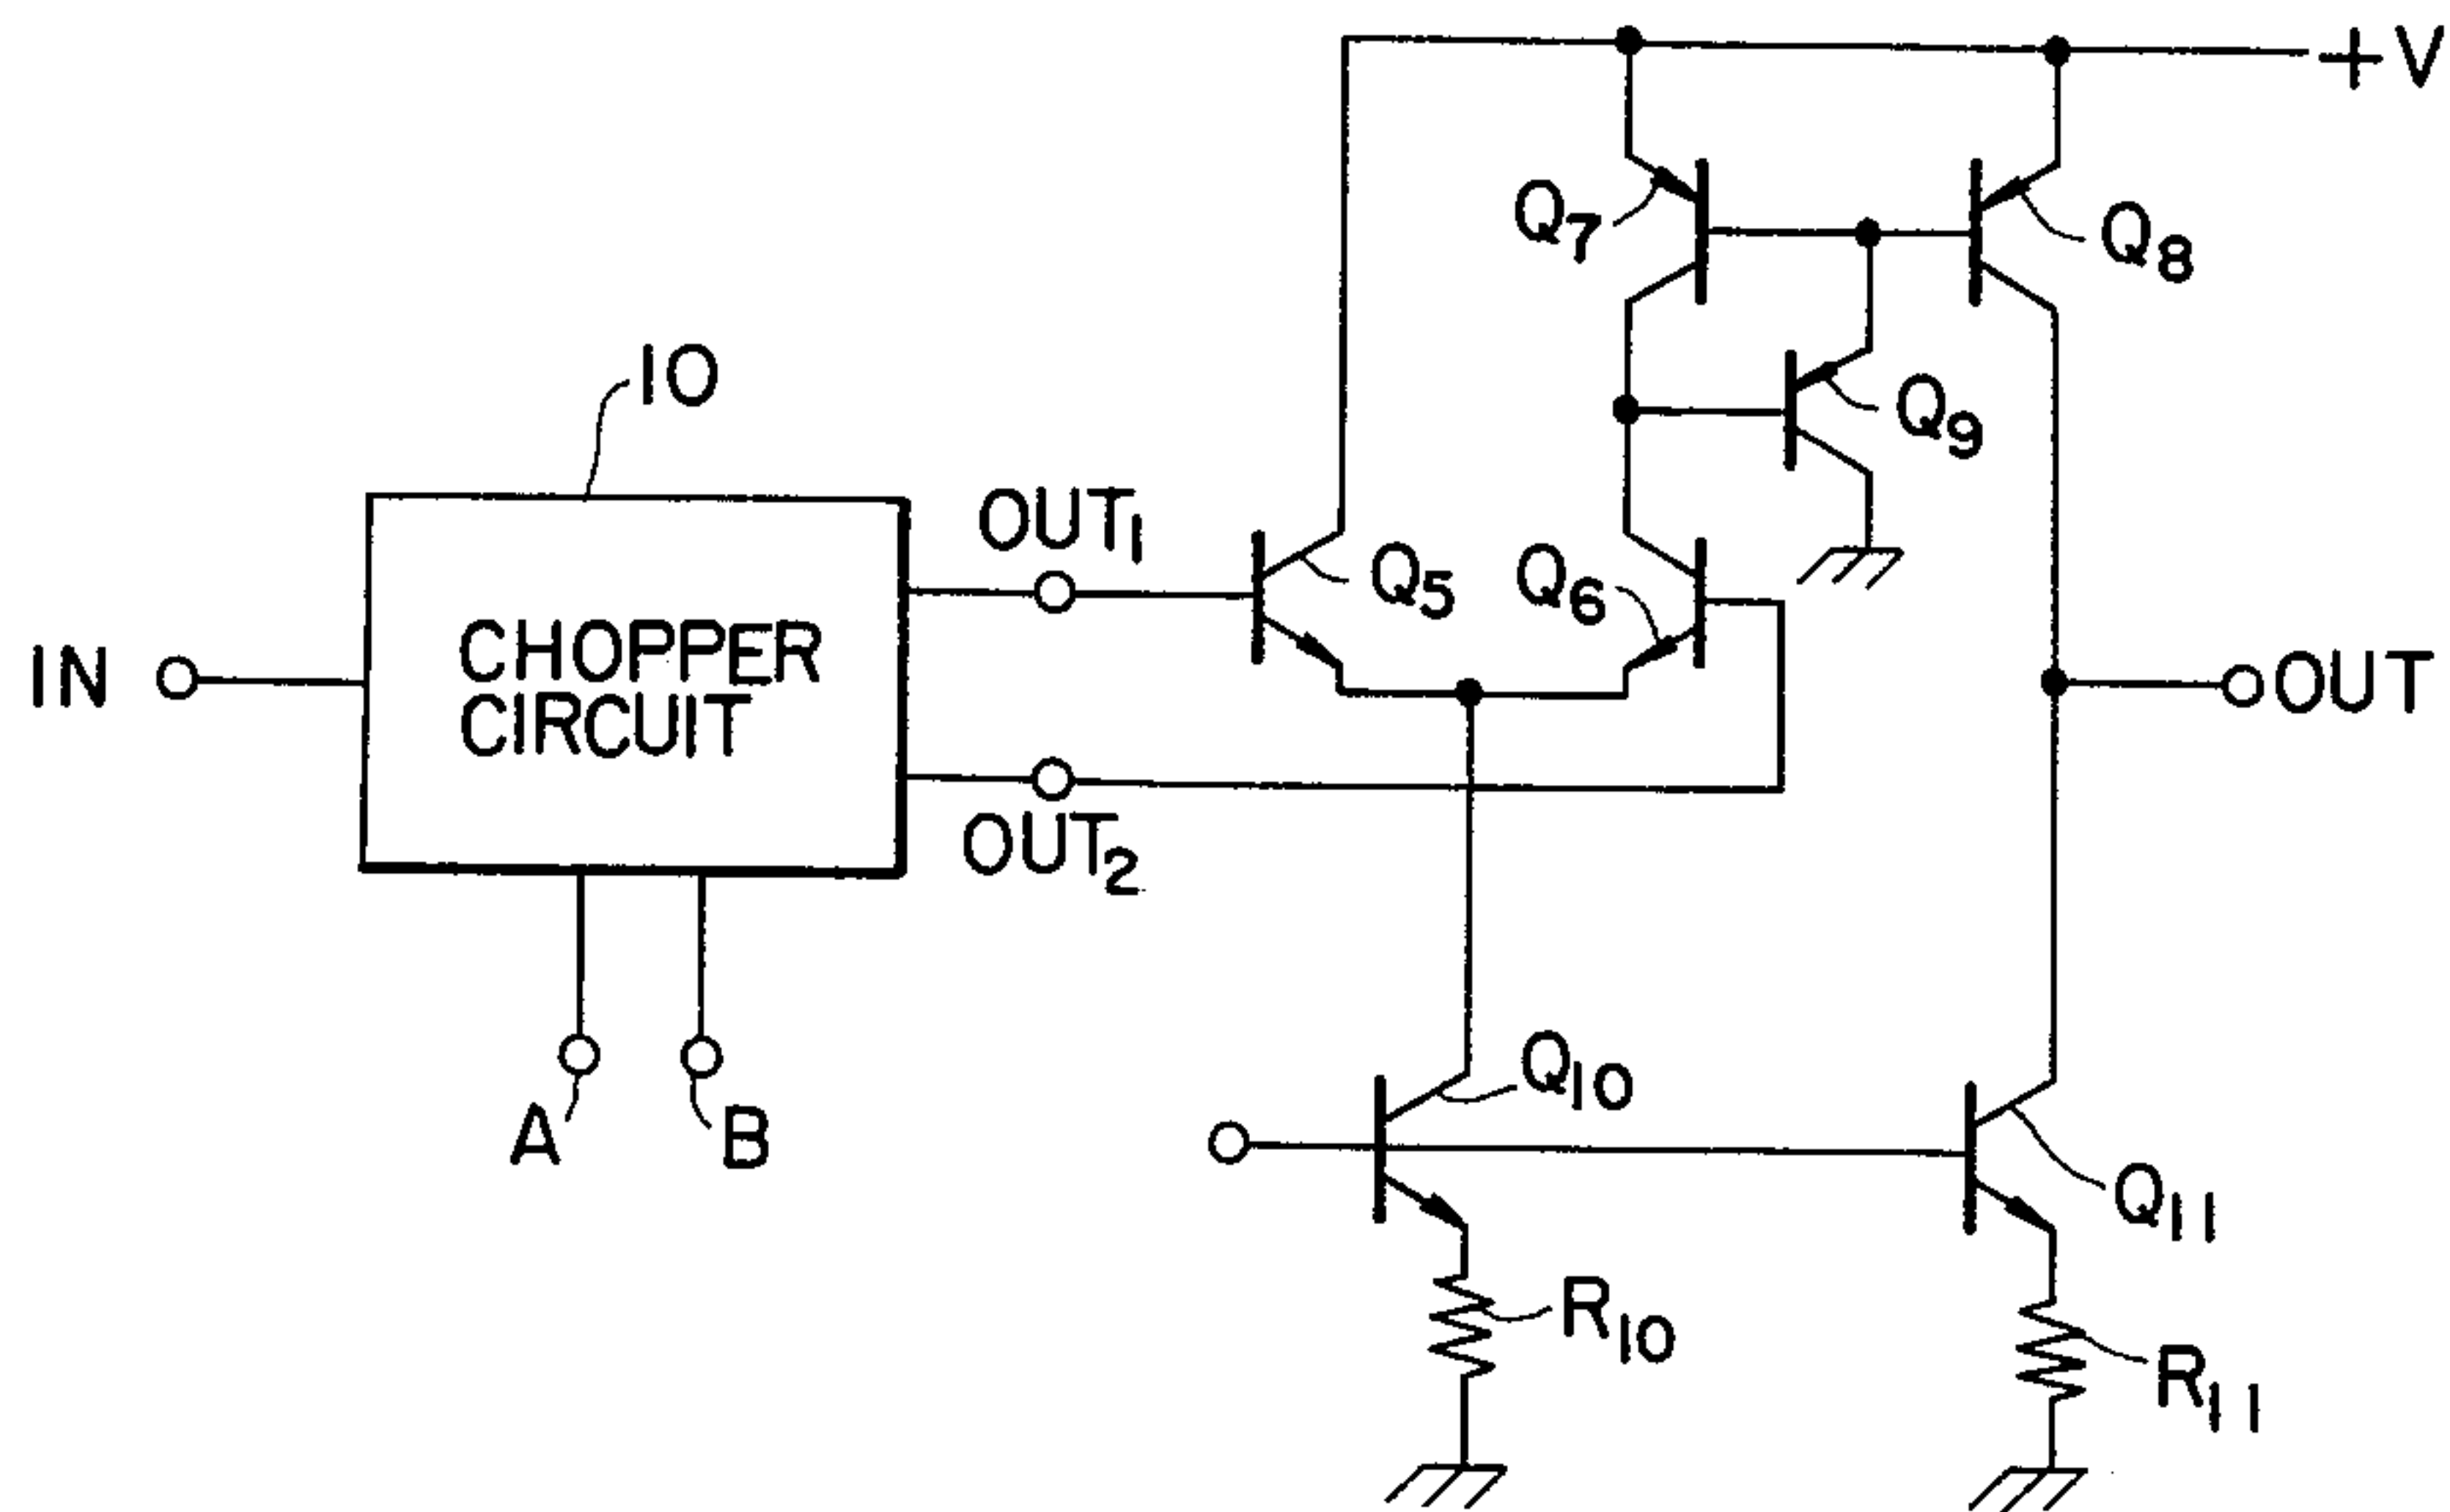 +V
Q7
Q8
10
Q9
OUT1
Q5
Q6
IN
CHOPPER
CIRCUIT
OUT
OUT2
Q10
A
B
Q11
R10
R11